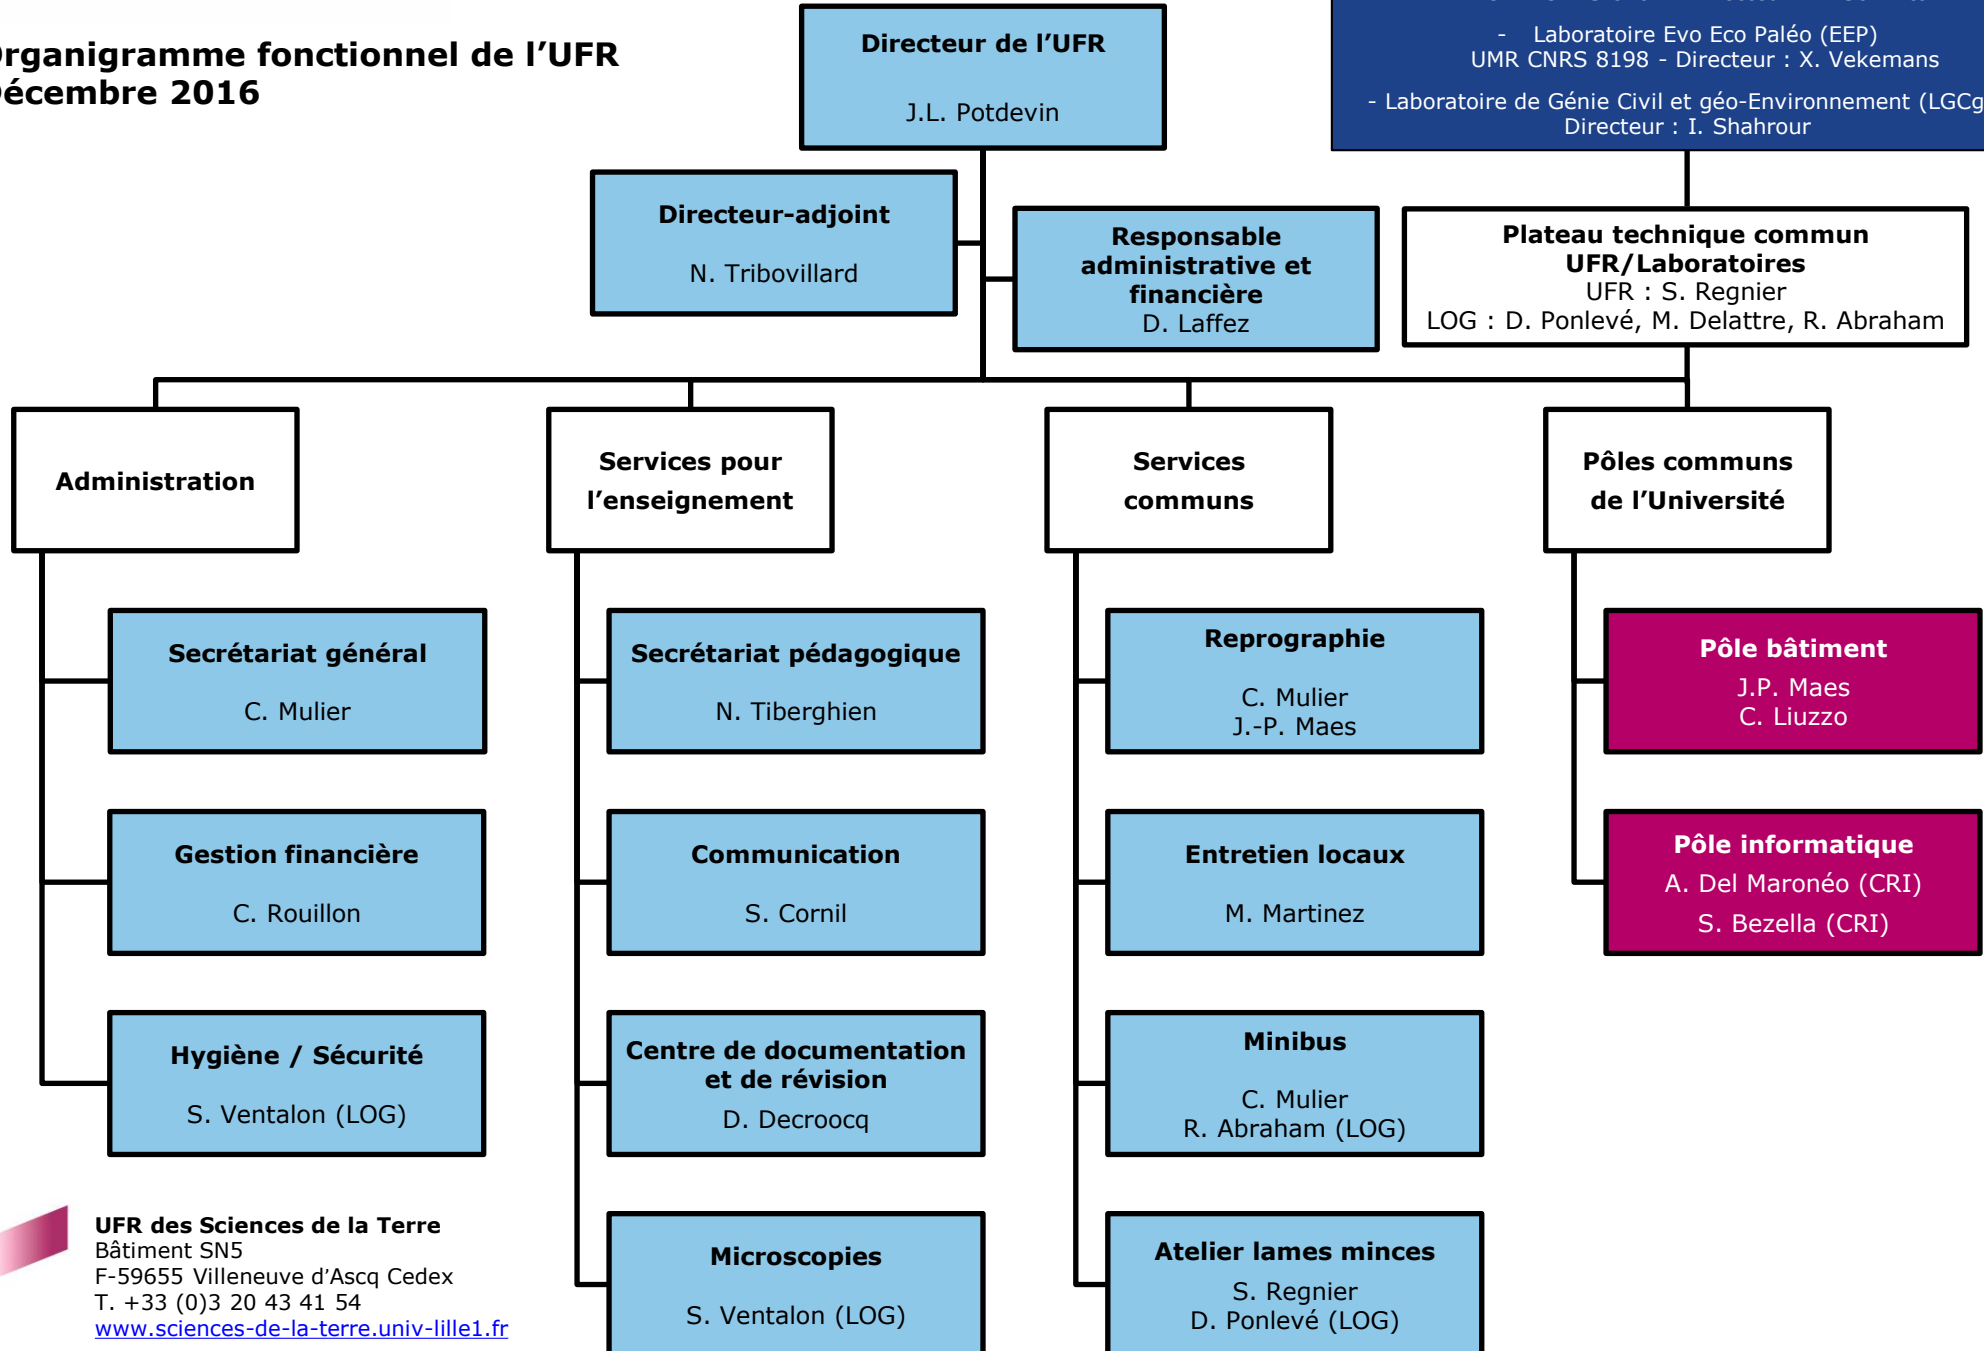 fonctionnel de l’UFR
2016
Directeur de l’UFR
J.L. Potdevin
- Laboratoire Evo Eco Paléo (EEP)
UMR CNRS 8198 - Directeur : X. Vekemans
- Laboratoire de Génie Civil et géo-Environnement
Directeur : I. Shahrour
Directeur-adjoint
N. Tribovillard
Responsable
administrative et
financière
D. Laffez
Plateau technique commun
UFR/Laboratoires
UFR : S. Regnier
LOG : D. Ponlevé, M. Delattre, R. Abraham
Administration
Services pour
l’enseignement
Services
communs
Pôles communs
de l’Université
Secrétariat général
C. Mulier
Gestion financière
C. Rouillon
Hygiène / Sécurité
S. Ventalon (LOG)
Secrétariat pédagogique
N. Tiberghien
Communication
S. Cornil
Centre de documentation
et de révision
D. Decroocq
Microscopies
S. Ventalon (LOG)
Reprographie
C. Mulier
J.-P. Maes
Entretien locaux
M. Martinez
Minibus
C. Mulier
R. Abraham (LOG)
Atelier lames minces
S. Regnier
D. Ponlevé (LOG)
Pôle bâtiment
J.P. Maes
C. Liuzzo
Pôle informatique
A. Del Maronéo (CRI)
S. Bezella (CRI)
UFR des Sciences de la Terre
Bâtiment SN5
F-59655 Villeneuve d’Ascq Cedex
T. +33 (0)3 20 43 41 54
www.sciences-de-la-terre.univ-lille1.fr